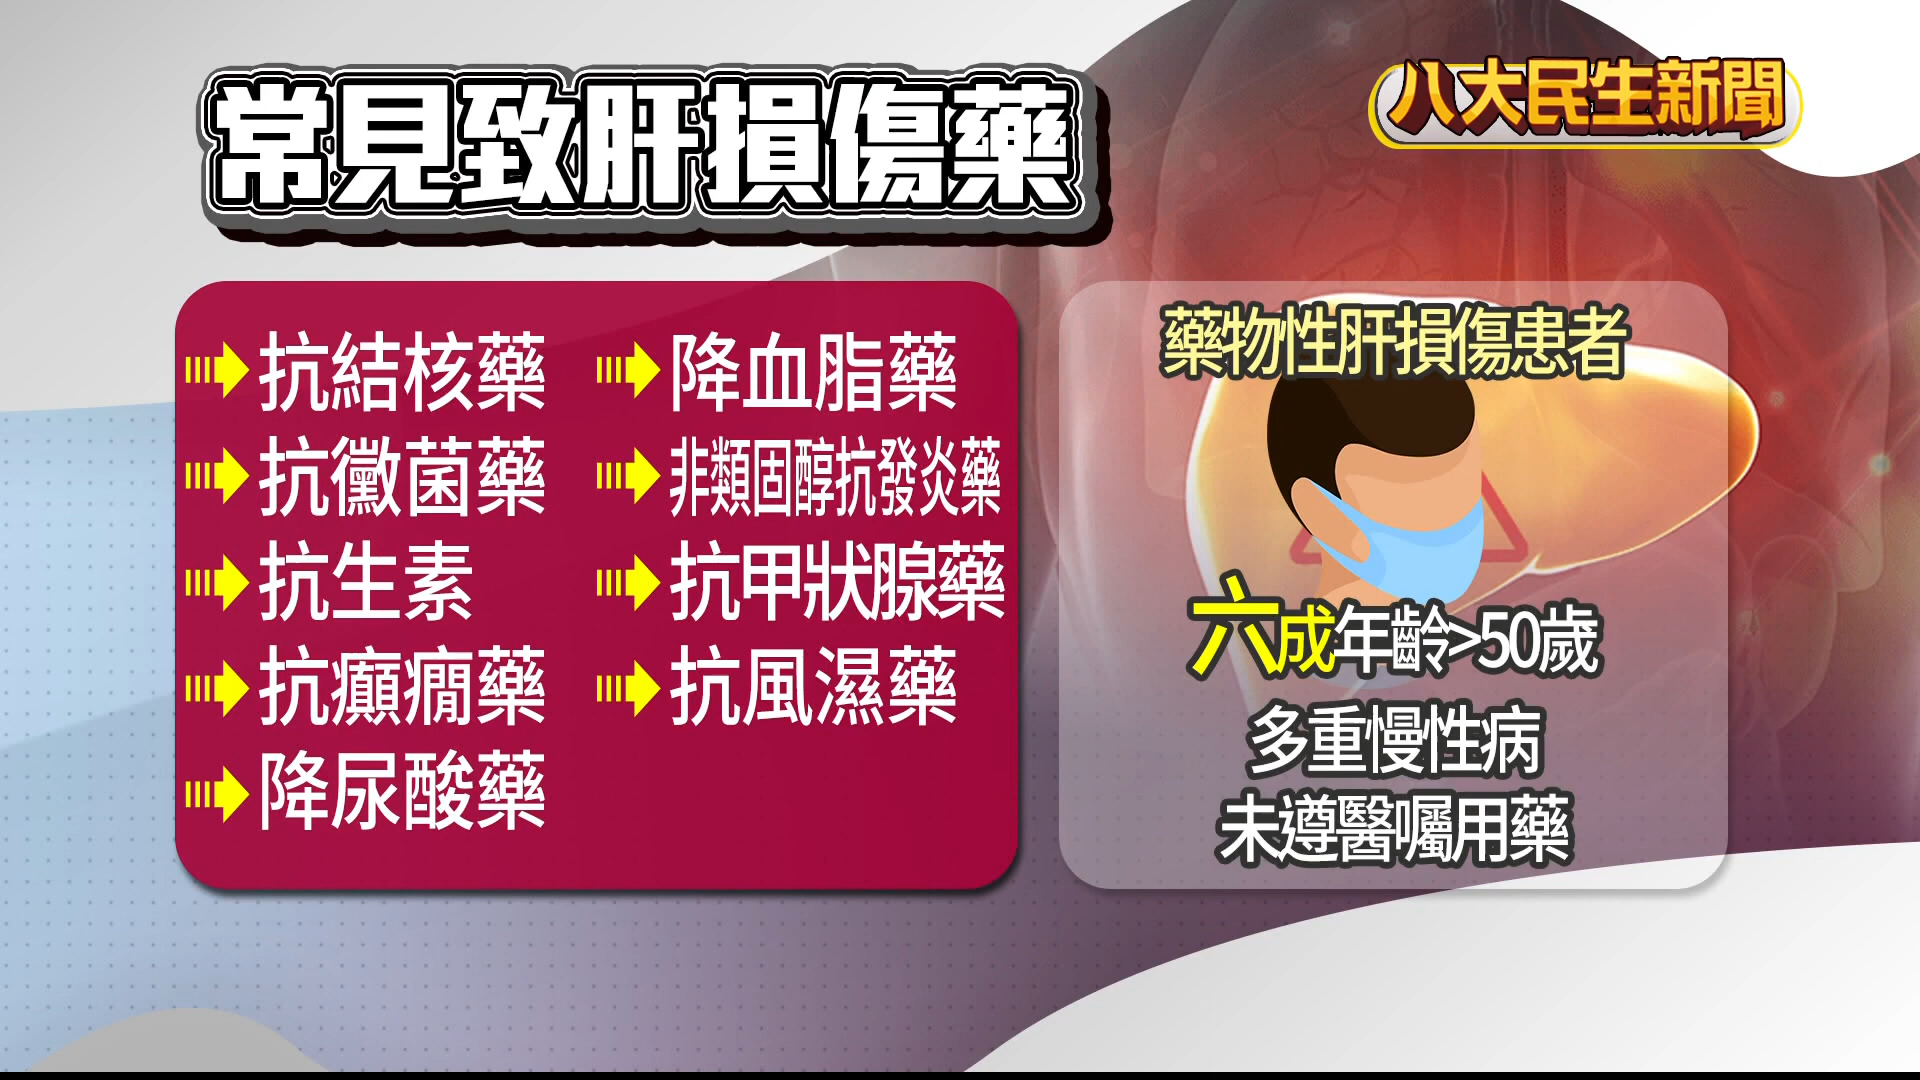 常見致肝損傷藥
八大民生新聞
抗結核藥
抗黴菌藥
抗生素
抗癲癇藥
降尿酸藥
降血脂藥
非類固醇抗發炎藥
抗甲狀腺藥
抗風濕藥
藥物性肝損傷患者
六成年齡>50歲
多重慢性病
未遵醫囑用藥